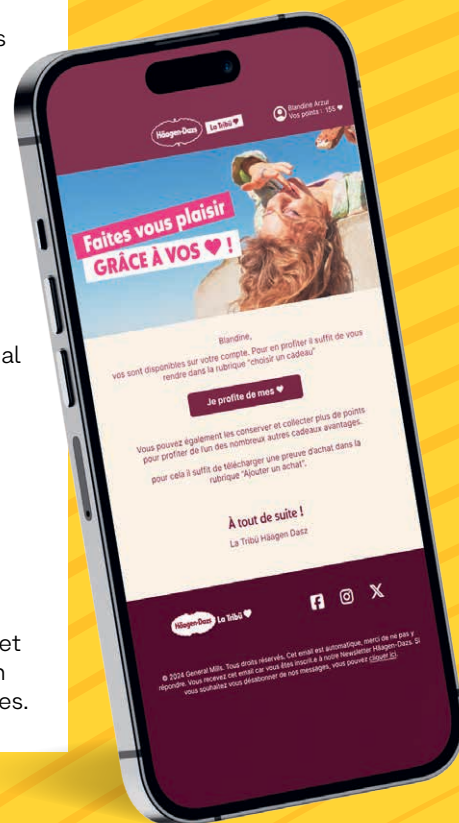 s
al
et
n
es.
Häagen-Dazs
La Tribü ♥
Blandine Arzur
Vos points : 155 ♥
Faites vous plaisir
GRÂCE À VOS ♥ !
Blandine,
vos sont disponibles sur votre compte. Pour en profiter il suffit de vous
rendre dans la rubrique "choisir un cadeau"
Je profite de mes ♥
Vous pouvez également les conserver et collecter plus de points
pour profiter de l'un des nombreux autres cadeaux avantages.
pour cela il suffit de télécharger une preuve d'achat dans la
rubrique "Ajouter un achat".
À tout de suite !
La Tribü Häagen Dasz
Häagen-Dazs La Tribü ♥
© 2024 General Mills. Tous droits réservés. Cet email est automatique, merci de ne pas y
répondre. Vous recevez cet email car vous êtes inscrit.e à notre Newsletter Häagen-Dazs. Si
vous souhaitez vous désabonner de nos messages, vous pouvez cliquer ici.